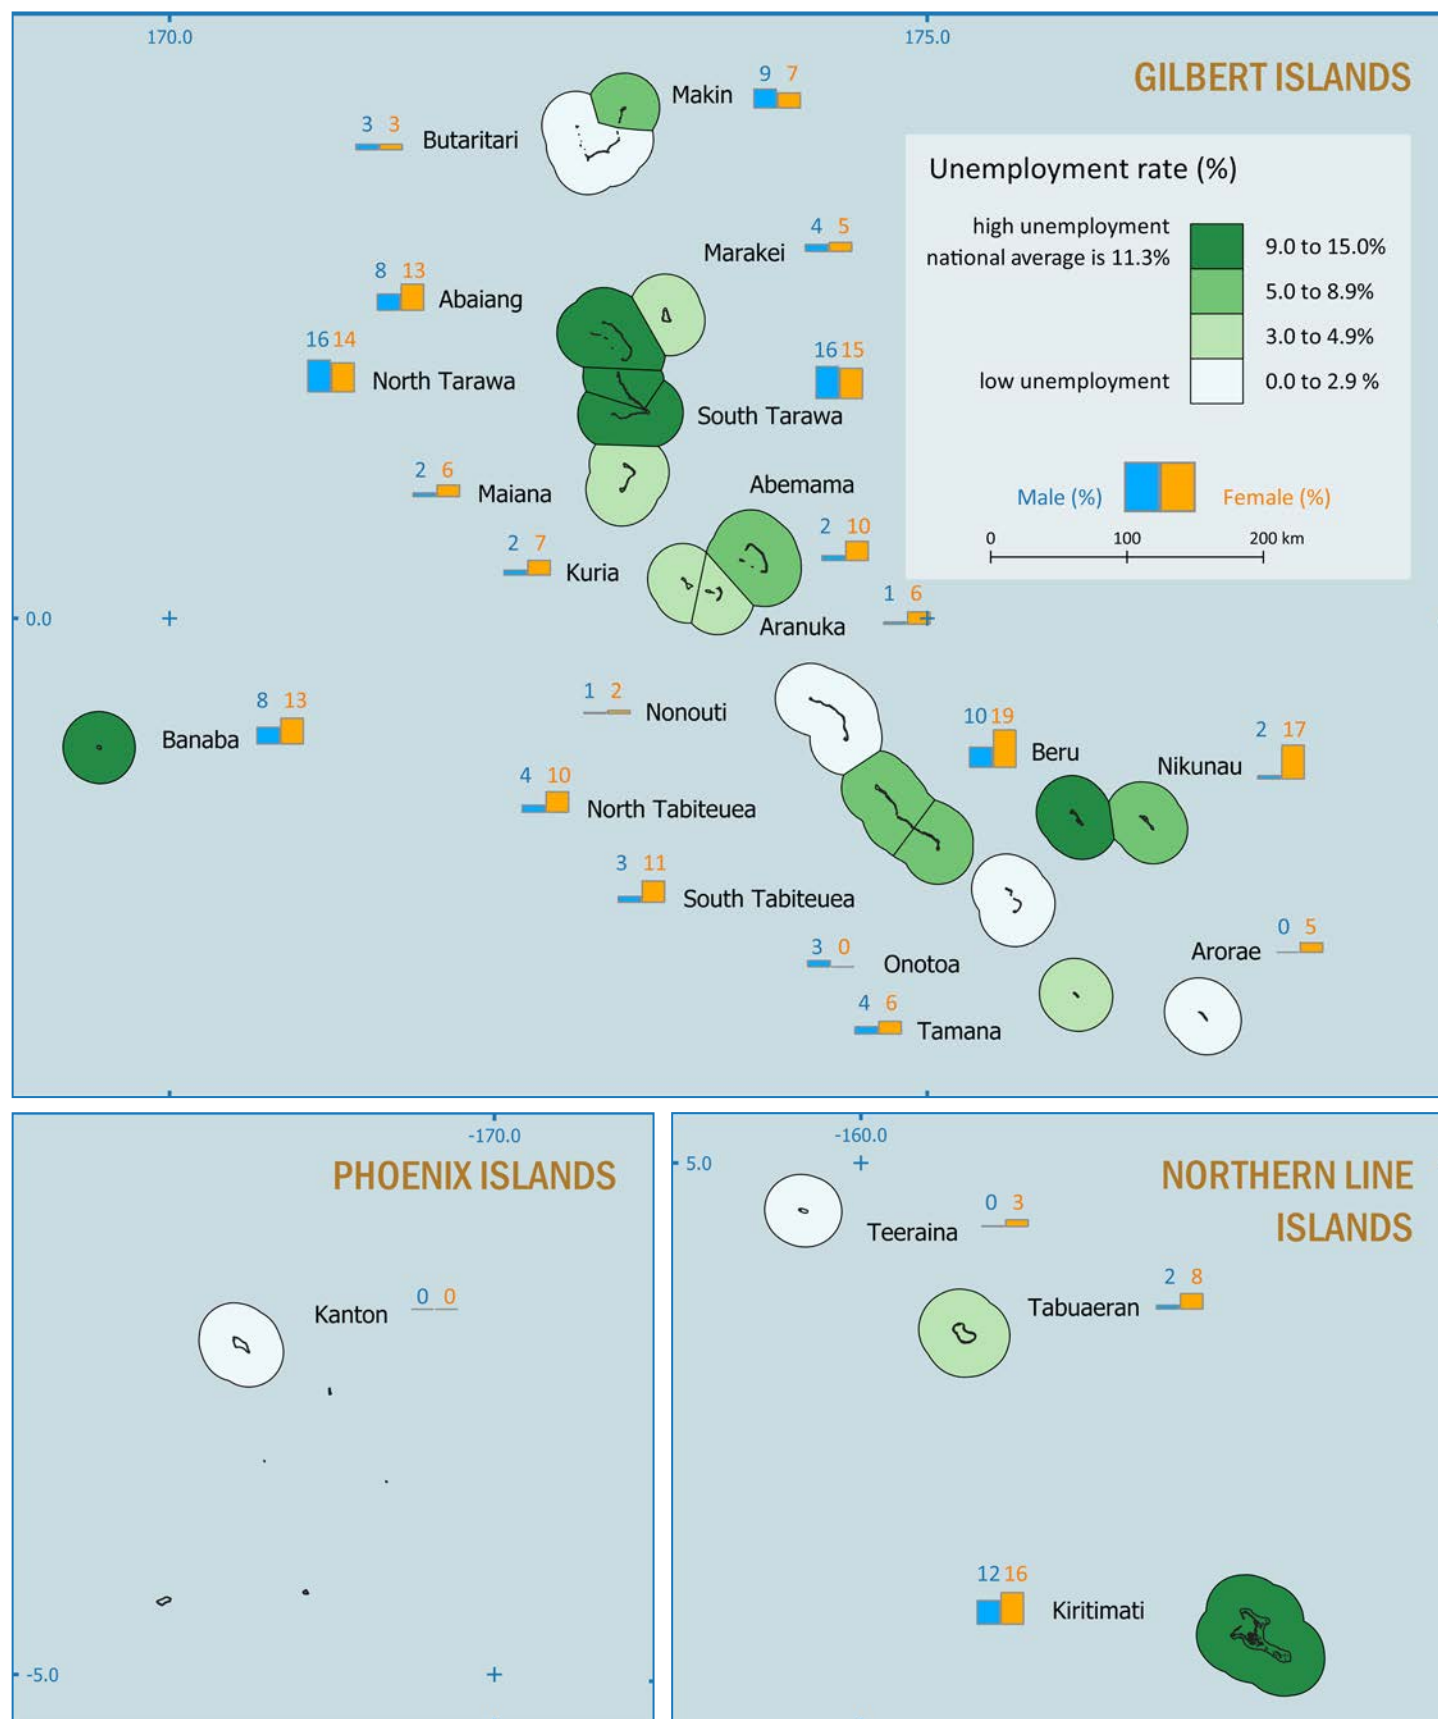 170.0
175.0
GILBERT ISLANDS
Makin
9 7
3 3
Butaritari
Unemployment rate (%)
high unemployment
national average is 11.3%
9.0 to 15.0%
5.0 to 8.9%
3.0 to 4.9%
low unemployment
0.0 to 2.9 %
Male (%)
Female (%)
0 100 200 km
4 5
Marakei
8 13
Abaiang
16 14
North Tarawa
16 15
South Tarawa
2 6
Maiana
Abemama
2 10
2 7
Kuria
1 6
Aranuka
0.0
8 13
Banaba
1 2
Nonouti
10 19
Beru
2 17
Nikunau
4 10
North Tabiteuea
3 11
South Tabiteuea
0 5
Arorae
3 0
Onotoa
4 6
Tamana
-170.0
PHOENIX ISLANDS
Kanton
0 0
-5.0
-160.0
5.0
NORTHERN LINE
ISLANDS
0 3
Teeraina
2 8
Tabuaeran
12 16
Kiritimati